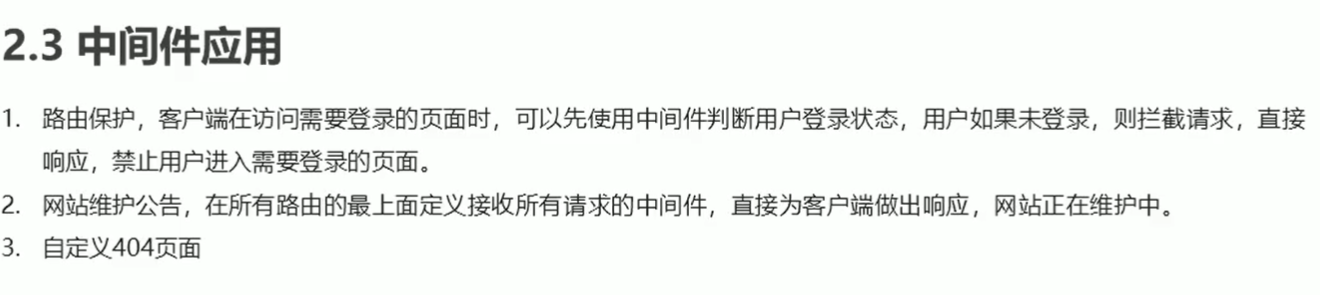 2.3 中间件应用
1. 路由保护，客户端在访问需要登录的页面时，可以先使用中间件判断用户登录状态，用户如果未登录，则拦截请求，直接
响应，禁止用户进入需要登录的页面。
2. 网站维护公告，在所有路由的最上面定义接收所有请求的中间件，直接为客户端做出响应，网站正在维护中。
3. 自定义404页面